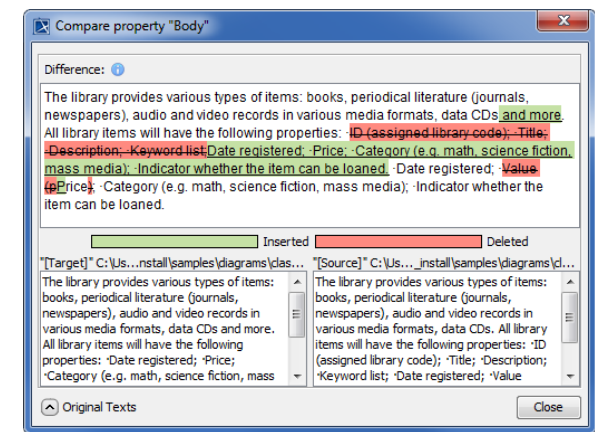 Compare property "Body"
Difference:
The library provides various types of items: books, periodical literature (journals,
newspapers), audio and video records in various media formats, data CDs and more.
All library items will have the following properties: ·ID (assigned library code); ·Title;
·Description; ·Keyword list;Date registered; ·Price; ·Category (e.g. math, science fiction,
mass media); ·Indicator whether the item can be loaned. ·Date registered; ·Value
(pPrice); ·Category (e.g. math, science fiction, mass media); ·Indicator whether the
item can be loaned.
Inserted Deleted
"[Target]" C:\Us...nstall\samples\diagrams\clas... "[Source]" C:\Us..._install\samples\diagrams\cl...
The library provides various types of items:
books, periodical literature (journals,
newspapers), audio and video records in
various media formats, data CDs and more.
All library items will have the following
properties: ·Date registered; ·Price;
·Category (e.g. math, science fiction, mass
The library provides various types of items:
books, periodical literature (journals,
newspapers), audio and video records in
various media formats, data CDs. All library
items will have the following properties: ·ID
(assigned library code); ·Title; ·Description;
·Keyword list; ·Date registered; ·Value
Original Texts
Close